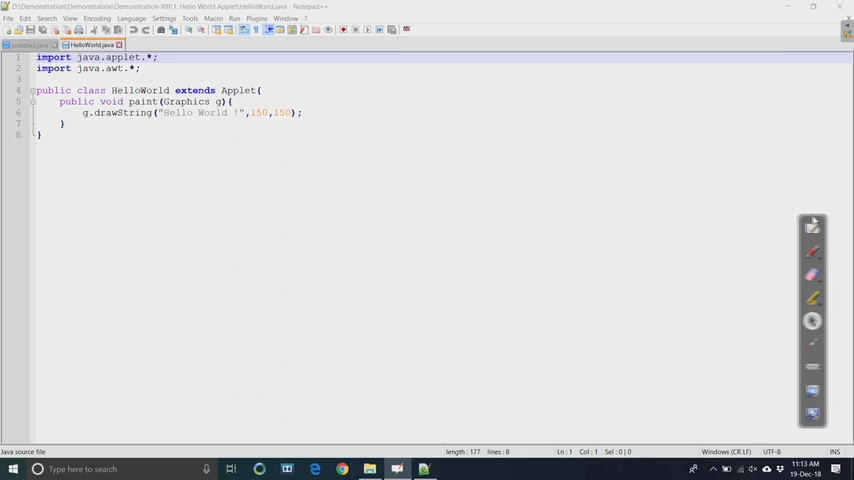 D:\Demonstration\Demonstration\Demonstration-XIII\1. Hello World Applet\HelloWorld.java - Notepad++
File Edit Search View Encoding Language Settings Tools Macro Run Plugins Window ?
HelloWorld.java
1 import java.applet.*;
2 import java.awt.*;
3
4 public class HelloWorld extends Applet{
5 public void paint(Graphics g){
6 g.drawString("Hello World !",150,150);
7 }
8 }
Java source file length : 177 lines : 8 Ln : 1 Col : 1 Sel : 0 | 0 Windows (CR LF) UTF-8 INS
Type here to search
11:13 AM
19-Dec-18